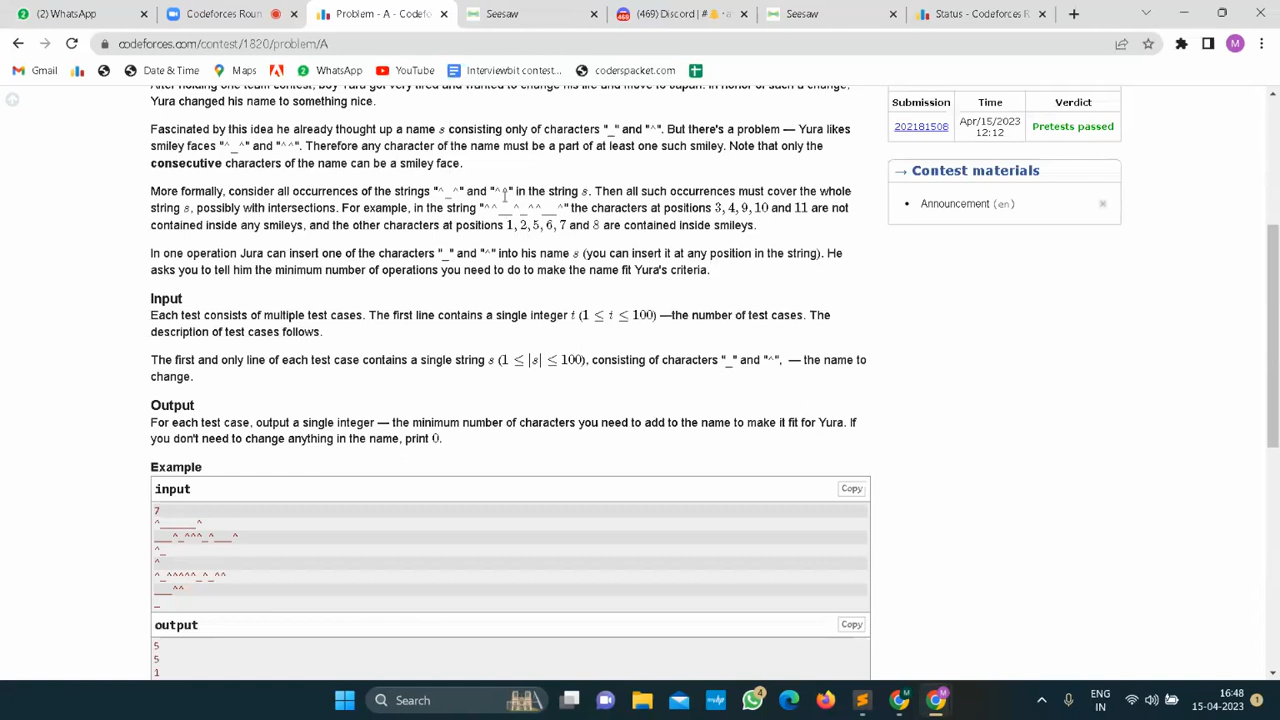 WhatsApp
Codeforces Roun
Problem - A - Codefo
Seesaw
(469) Discord | #
Seesaw
Status - Codeforces R
codeforces.com/contest/1820/problem/A
M
Gmail
Date & Time
Maps
WhatsApp
YouTube
Interviewbit contest...
coderspacket.com
After holding one team contest, boy Yura got very tired and wanted to change his life and move to Japan. In honor of such a change,
Yura changed his name to something nice.
Fascinated by this idea he already thought up a name s consisting only of characters "_" and "^". But there's a problem — Yura likes
smiley faces "^_^" and "^^". Therefore any character of the name must be a part of at least one such smiley. Note that only the
consecutive characters of the name can be a smiley face.
More formally, consider all occurrences of the strings "^_^" and "^^" in the string s. Then all such occurrences must cover the whole
string s, possibly with intersections. For example, in the string "^^__^_^^__^" the characters at positions 3, 4, 9, 10 and 11 are not
contained inside any smileys, and the other characters at positions 1, 2, 5, 6, 7 and 8 are contained inside smileys.
In one operation Jura can insert one of the characters "_" and "^" into his name s (you can insert it at any position in the string). He
asks you to tell him the minimum number of operations you need to do to make the name fit Yura's criteria.
Input
Each test consists of multiple test cases. The first line contains a single integer t (1 ≤ t ≤ 100) —the number of test cases. The
description of test cases follows.
The first and only line of each test case contains a single string s (1 ≤ |s| ≤ 100), consisting of characters "_" and "^", — the name to
change.
Output
For each test case, output a single integer — the minimum number of characters you need to add to the name to make it fit for Yura. If
you don't need to change anything in the name, print 0.
Example
input
Copy
7
^______^
___^_^^^_^___^
^_
^
^_^^^^^_^_^^
___^^
_
output
Copy
5
5
1
Submission Time Verdict
202181508 Apr/15/2023 12:12 Pretests passed
→ Contest materials
Announcement (en)
Search
4
ENG
IN
16:48
15-04-2023
1